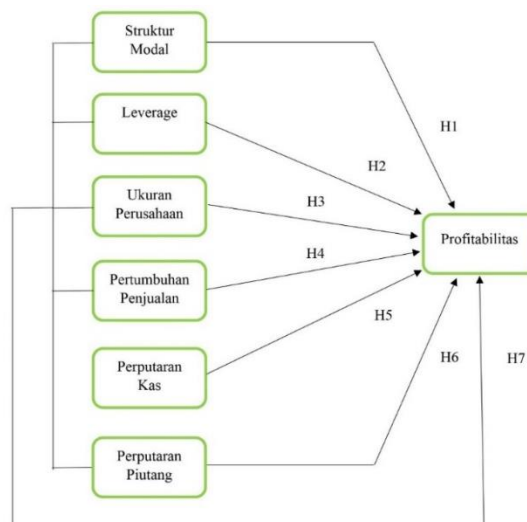 Struktur
Modal
H1
Leverage
H2
Ukuran
Perusahaan
H3
Profitabilitas
H4
Pertumbuhan
Penjualan
H5
Perputaran
Kas
H6
H7
Perputaran
Piutang